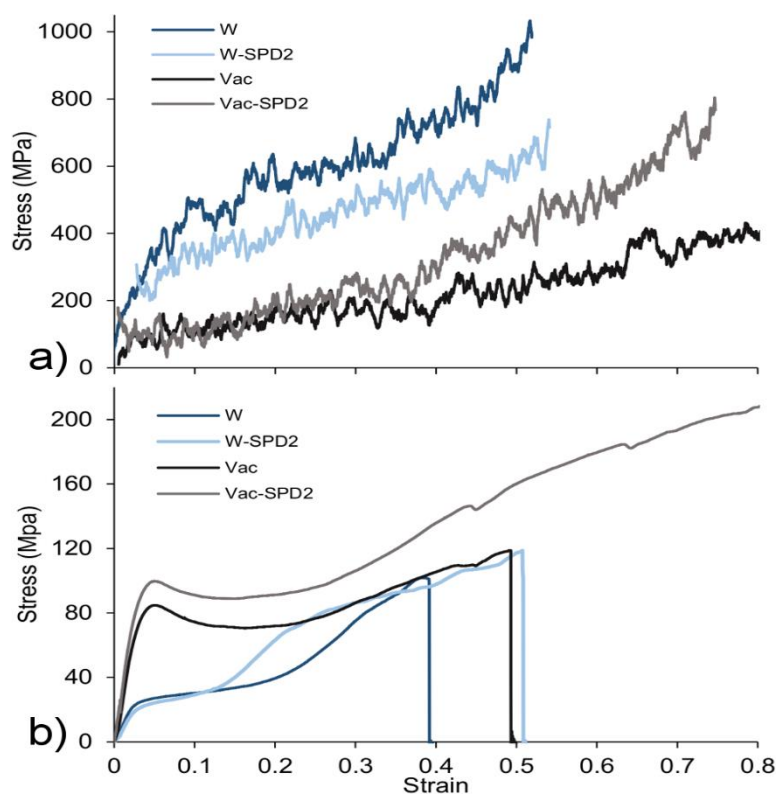 1000
800
600
400
200
0
Stress (MPa)
W
W-SPD2
Vac
Vac-SPD2
a)
200
160
120
80
40
0
Stress (Mpa)
W
W-SPD2
Vac
Vac-SPD2
b)
0 0.1 0.2 0.3 0.4 0.5 0.6 0.7 0.8
Strain